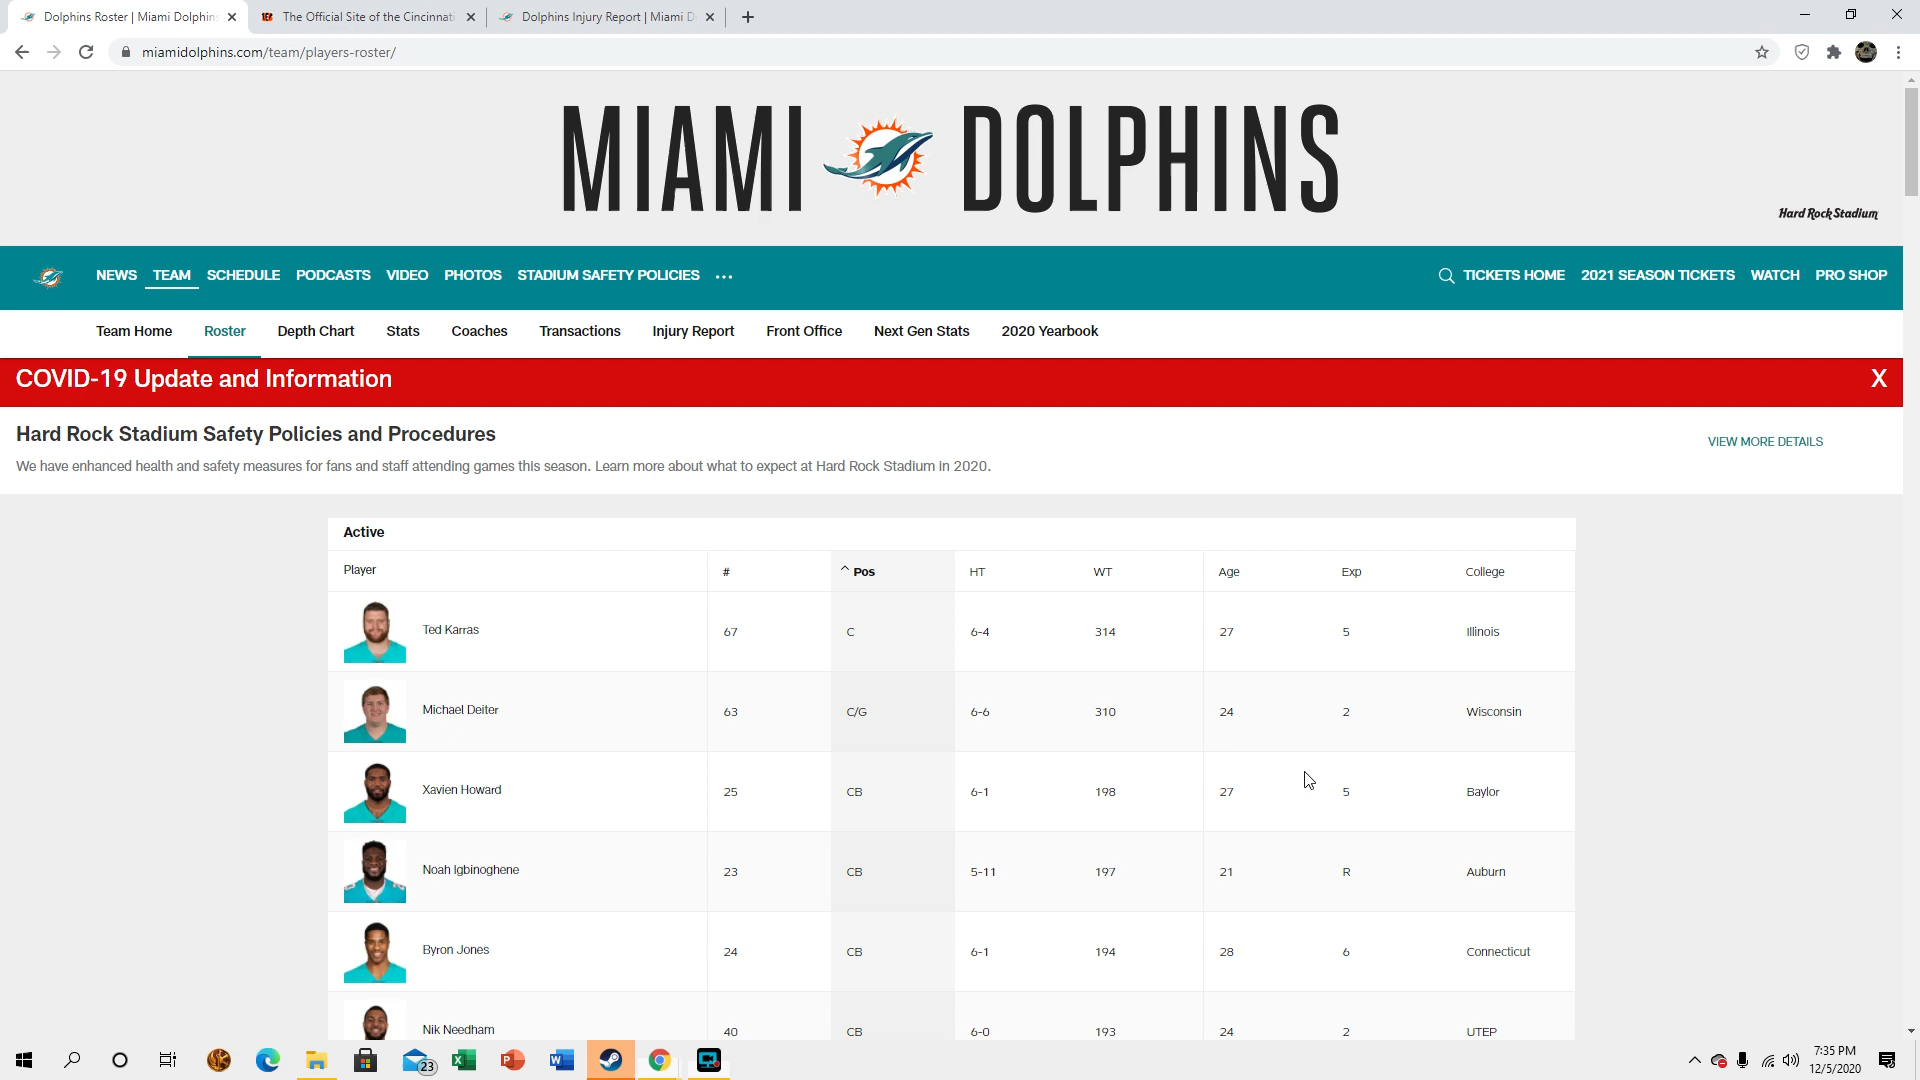 Dolphins Roster | Miami Dolphins
The Official Site of the Cincinnati
Dolphins Injury Report | Miami D
miamidolphins.com/team/players-roster/
MIAMI DOLPHINS
Hard Rock Stadium
NEWS TEAM SCHEDULE PODCASTS VIDEO PHOTOS STADIUM SAFETY POLICIES ... TICKETS HOME 2021 SEASON TICKETS WATCH PRO SHOP
Team Home Roster Depth Chart Stats Coaches Transactions Injury Report Front Office Next Gen Stats 2020 Yearbook
COVID-19 Update and Information X
Hard Rock Stadium Safety Policies and Procedures
VIEW MORE DETAILS
We have enhanced health and safety measures for fans and staff attending games this season. Learn more about what to expect at Hard Rock Stadium in 2020.
Active
Player # Pos HT WT Age Exp College
Ted Karras 67 C 6-4 314 27 5 Illinois
Michael Deiter 63 C/G 6-6 310 24 2 Wisconsin
Xavien Howard 25 CB 6-1 198 27 5 Baylor
Noah Igbinoghene 23 CB 5-11 197 21 R Auburn
Byron Jones 24 CB 6-1 194 28 6 Connecticut
Nik Needham 40 CB 6-0 193 24 2 UTEP
23
7:35 PM
12/5/2020